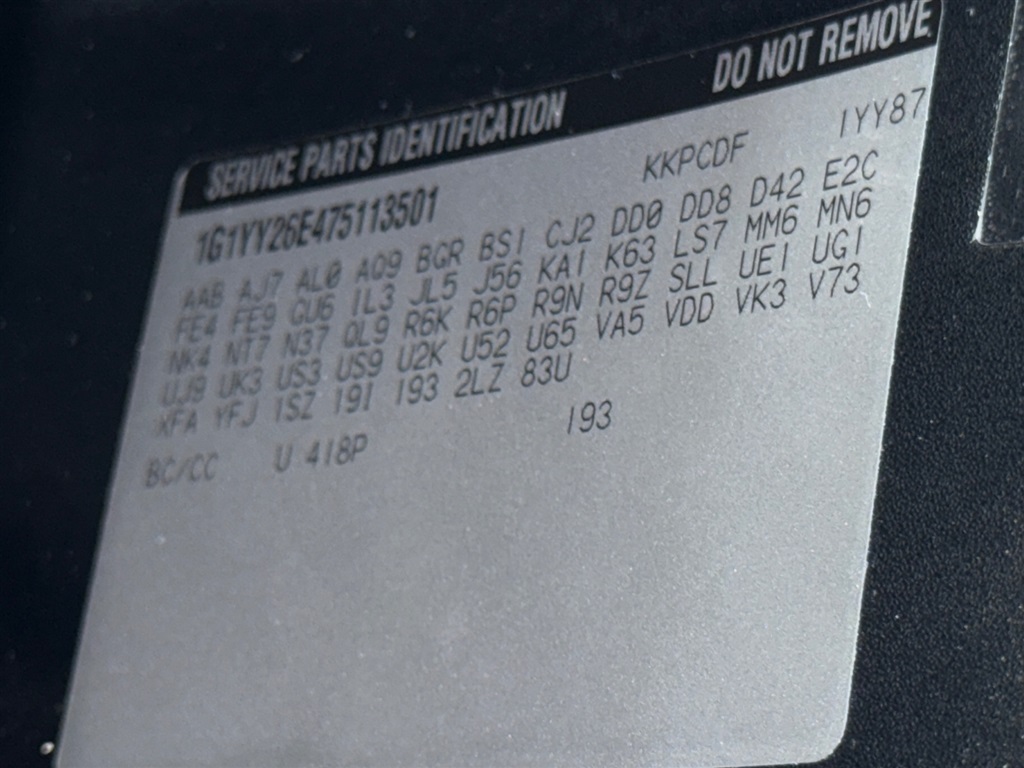 SERVICE PARTS IDENTIFICATION DO NOT REMOVE
1G1YY26E475113501 KKPCDF 1YY87
AAB AJ7 AL0 AQ9 BGR BS1 CJ2 DD0 DD8 D42 E2C
FE4 FE9 GU6 IL3 JL5 J56 KA1 K63 LS7 MM6 MN6
NK4 NT7 N37 QL9 R6K R6P R9N R9Z SLL UE1 UG1
UJ9 UK3 US3 US9 U2K U52 U65 VA5 VDD VK3 V73
XFA YFJ 1SZ 191 193 2LZ 83U
BC/CC U 418P 193